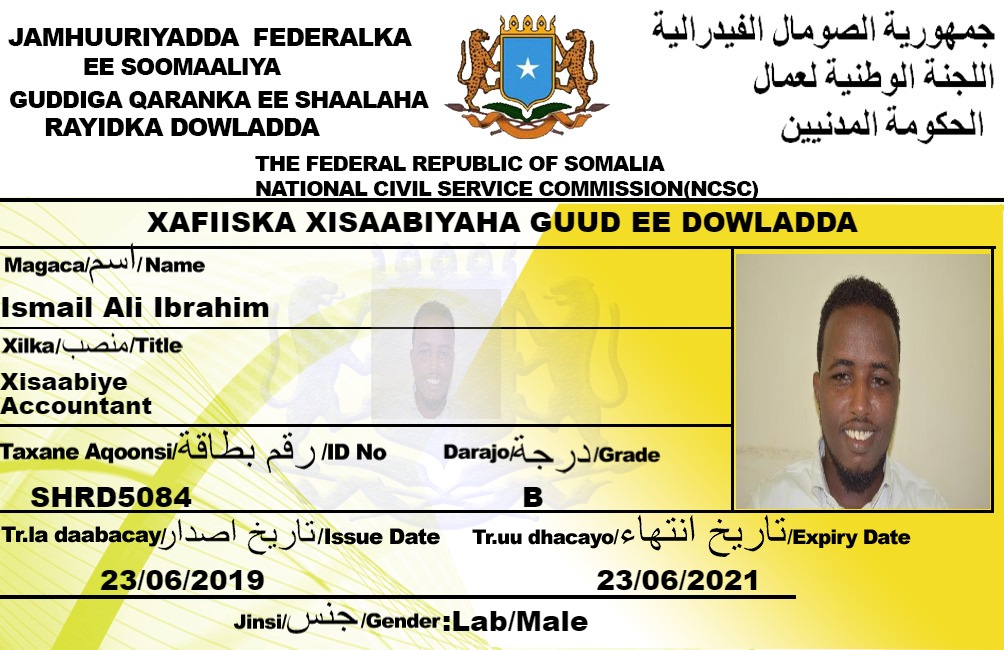 JAMHUURIYADDA FEDERALKA
EE SOOMAALIYA
GUDDIGA QARANKA EE SHAALAHA
RAYIDKA DOWLADDA
جمهورية الصومال الفيدرالية
اللجنة الوطنية لعمال
الحكومة المدنيين
THE FEDERAL REPUBLIC OF SOMALIA
NATIONAL CIVIL SERVICE COMMISSION(NCSC)
XAFIISKA XISAABIYAHA GUUD EE DOWLADDA
Magaca/اسم/Name
Ismail Ali Ibrahim
Xilka/منصب/Title
Xisaabiye
Accountant
Taxane Aqoonsi/رقم بطاقة/ID No
Darajo/درجة/Grade
SHRD5084
B
Tr.la daabacay/تاريخ اصدار/Issue Date
Tr.uu dhacayo/تاريخ انتهاء/Expiry Date
23/06/2019
23/06/2021
Jinsi/جنس/Gender:Lab/Male